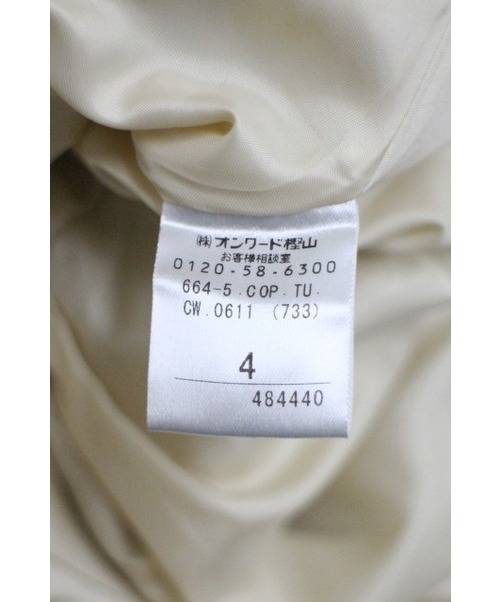 ㈱オンワード樫山
お客様相談室
0120-58-6300
664-5.COP.TU.
CW.0611 (733)
4
484440